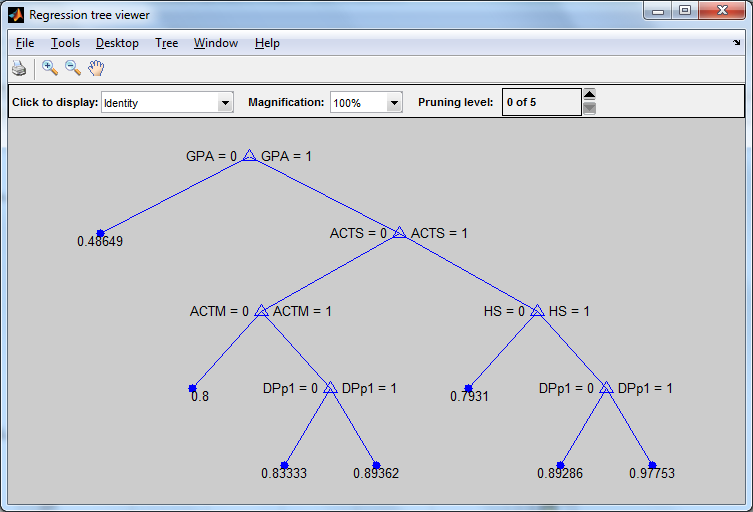 Regression tree viewer
File Tools Desktop Tree Window Help
Click to display: Identity Magnification: 100% Pruning level: 0 of 5
GPA = 0 GPA = 1
0.48649 ACTS = 0 ACTS = 1
ACTM = 0 ACTM = 1 HS = 0 HS = 1
0.8 DPp1 = 0 DPp1 = 1 0.7931 DPp1 = 0 DPp1 = 1
0.83333 0.89362 0.89286 0.97753